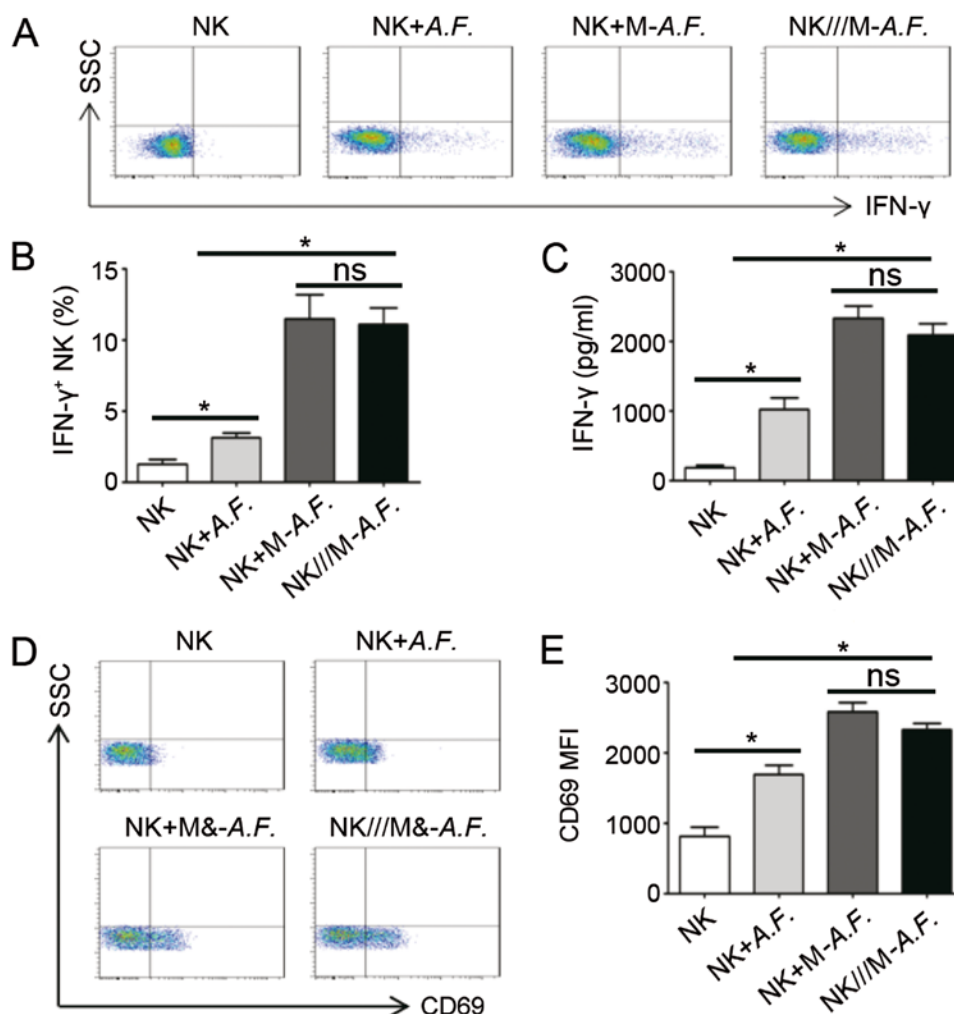 A
NK
NK+A.F.
NK+M-A.F.
NK///M-A.F.
SSC
IFN-γ
B
IFN-γ⁺ NK (%)
15
10
5
0
*
ns
*
NK
NK+A.F.
NK+M-A.F.
NK///M-A.F.
C
IFN-γ (pg/ml)
3000
2000
1000
0
*
ns
*
NK
NK+A.F.
NK+M-A.F.
NK///M-A.F.
D
NK
NK+A.F.
SSC
NK+M&-A.F.
NK///M&-A.F.
CD69
E
CD69 MFI
3000
2000
1000
0
*
ns
*
NK
NK+A.F.
NK+M-A.F.
NK///M-A.F.